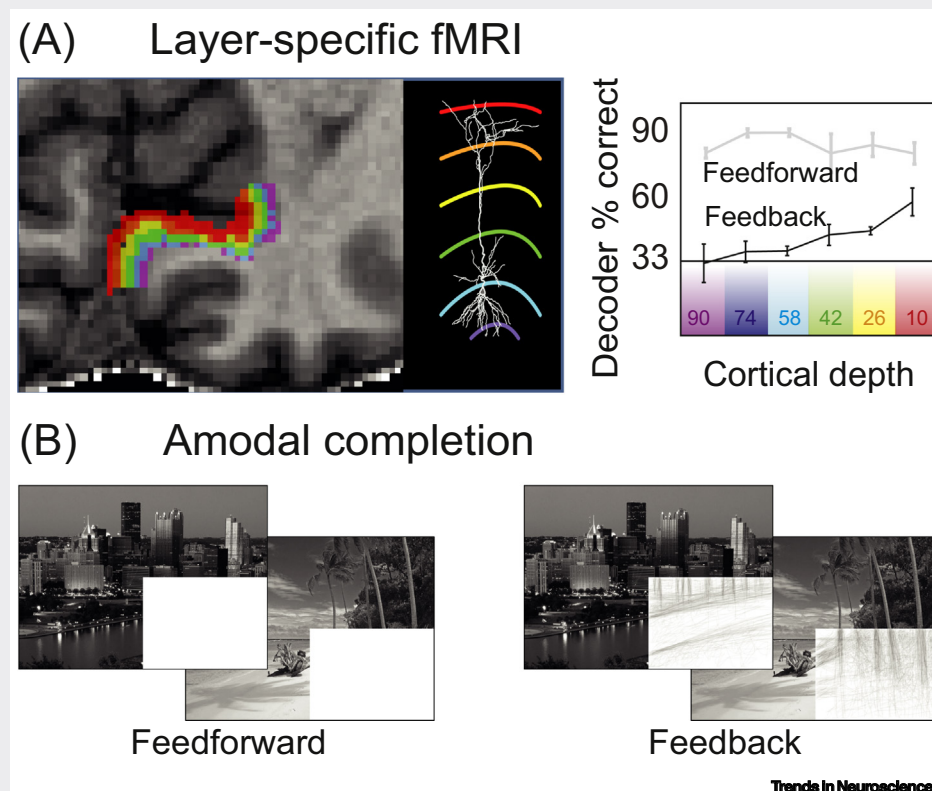 (A) Layer-specific fMRI
Decoder % correct
90
60
33
Feedforward
Feedback
90 74 58 42 26 10
Cortical depth
(B) Amodal completion
Feedforward
Feedback
Trends in Neuroscience